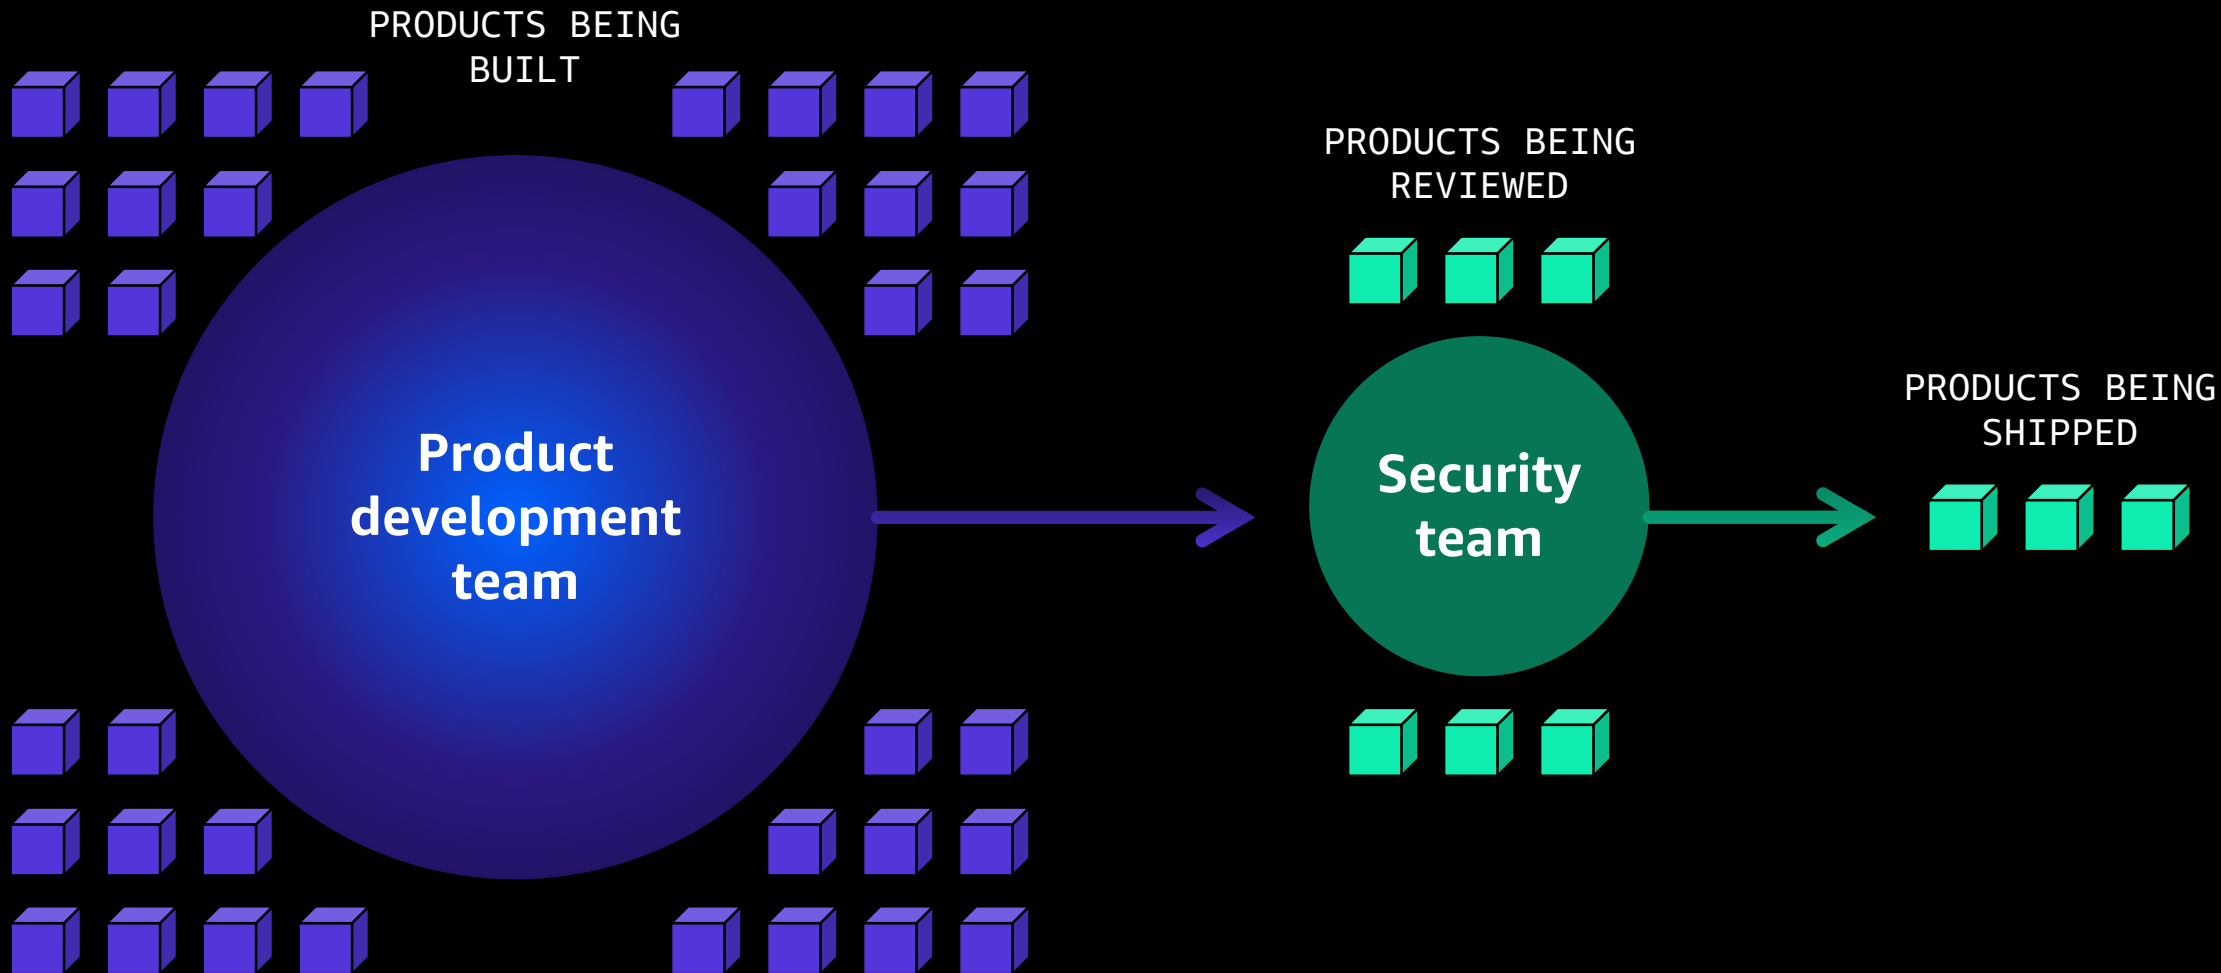 PRODUCTS BEING
BUILT
Product
development
team
PRODUCTS BEING
REVIEWED
Security
team
PRODUCTS BEING
SHIPPED